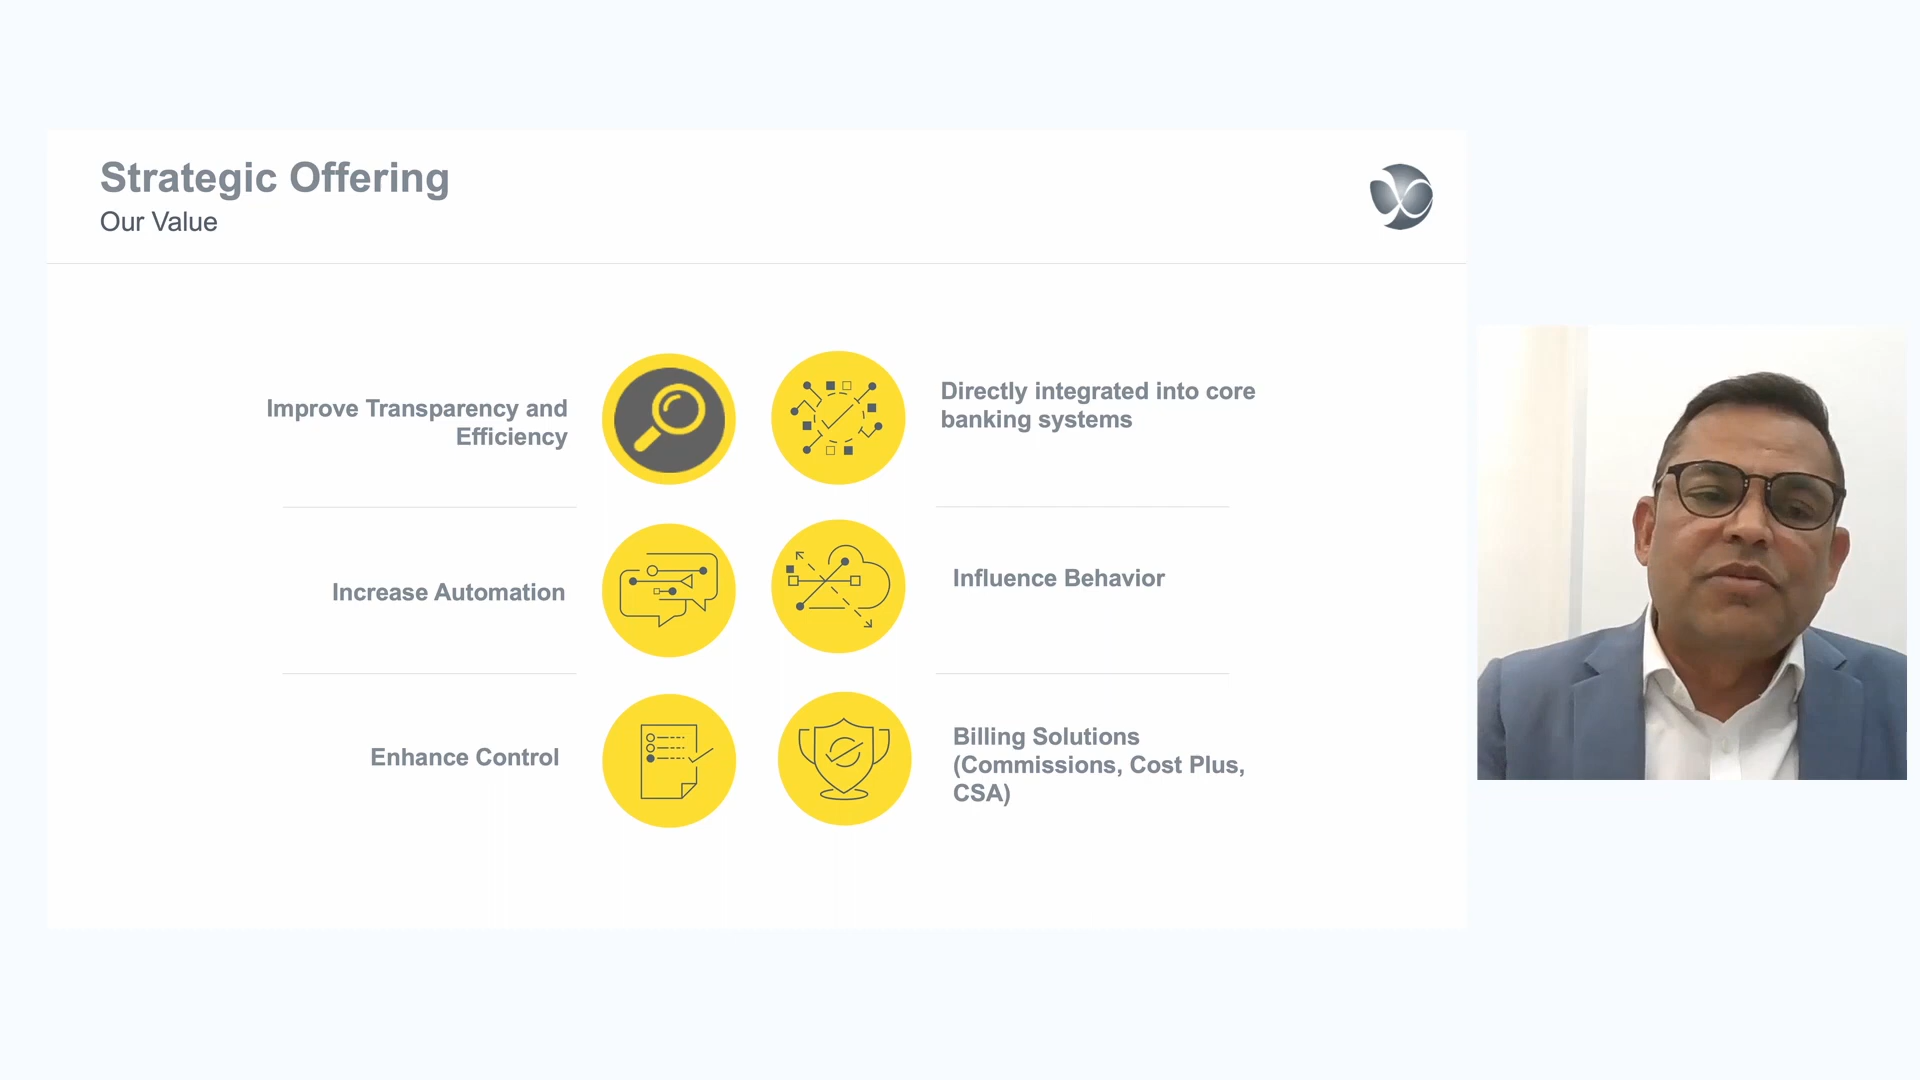 Strategic Offering
Our Value
Improve Transparency and
Efficiency
Directly integrated into core
banking systems
Increase Automation
Influence Behavior
Enhance Control
Billing Solutions
(Commissions, Cost Plus,
CSA)